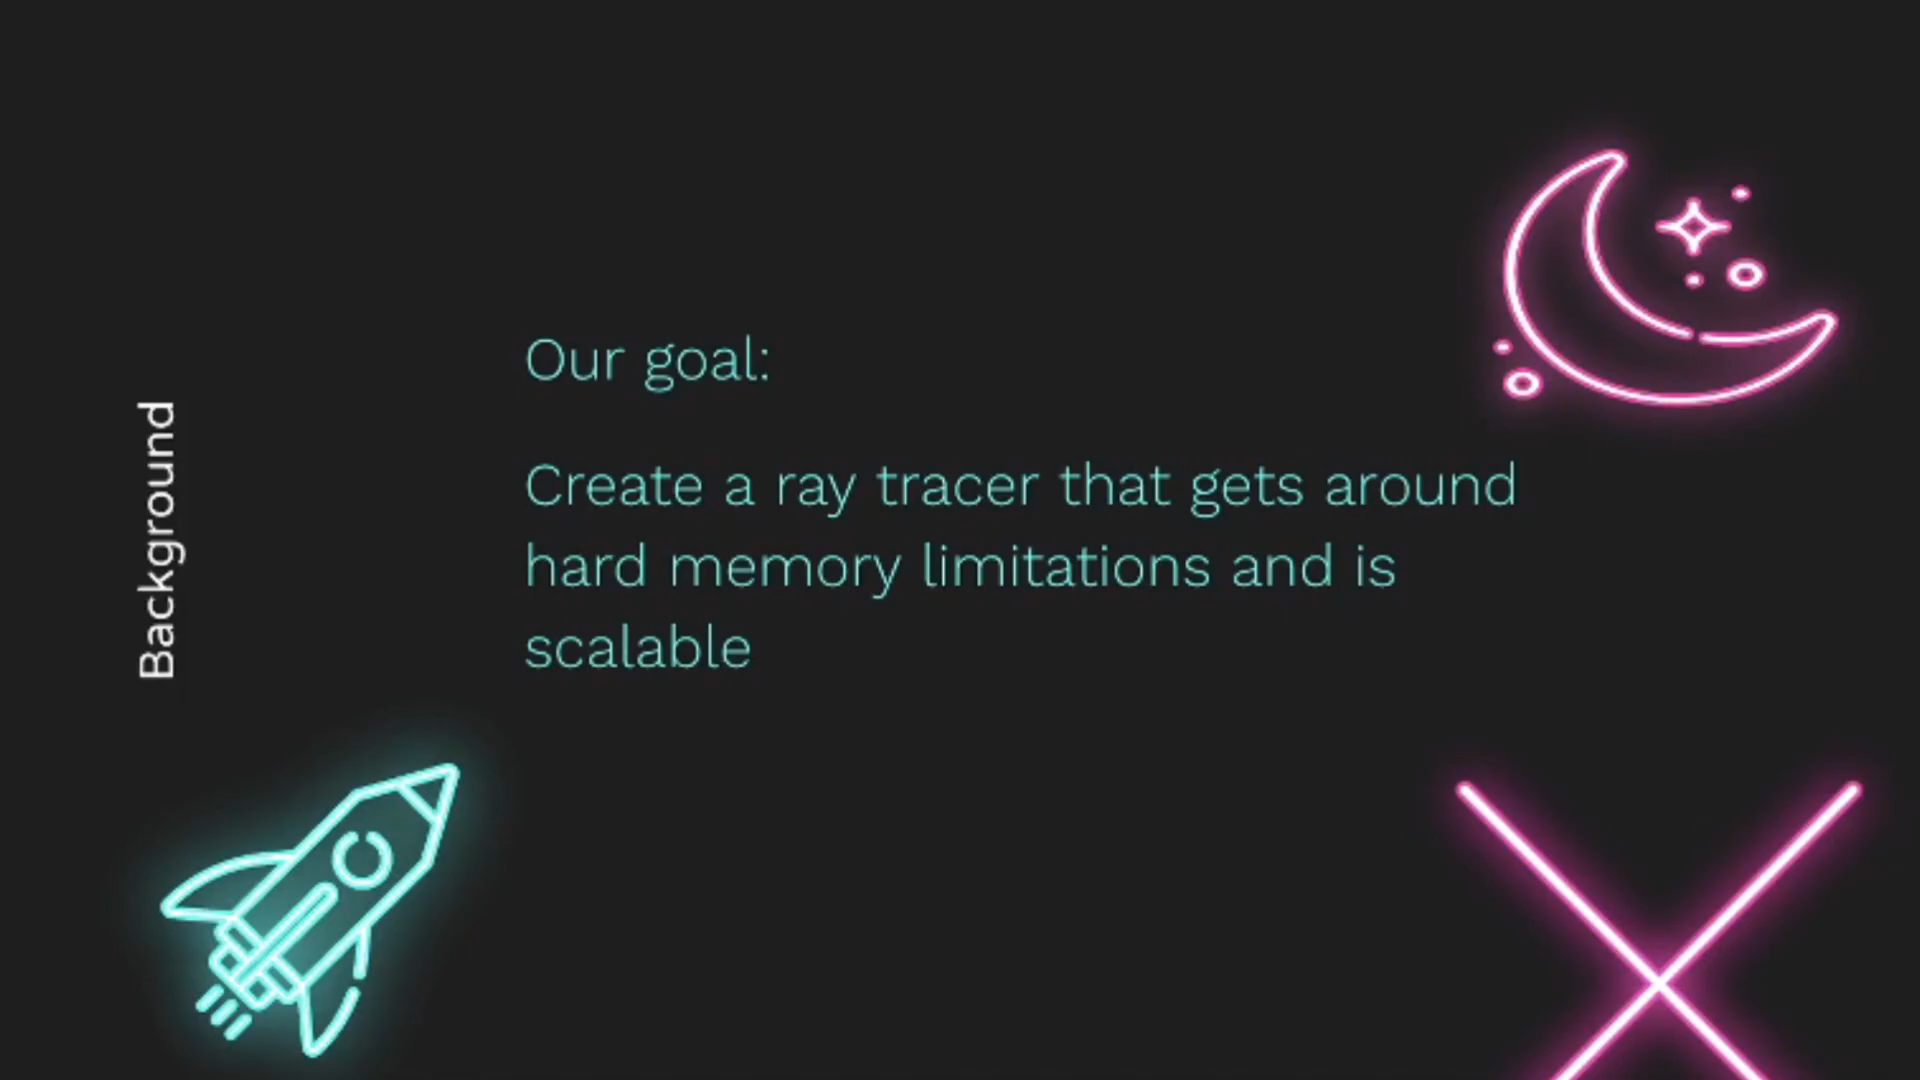 Background
Our goal:
Create a ray tracer that gets around
hard memory limitations and is
scalable